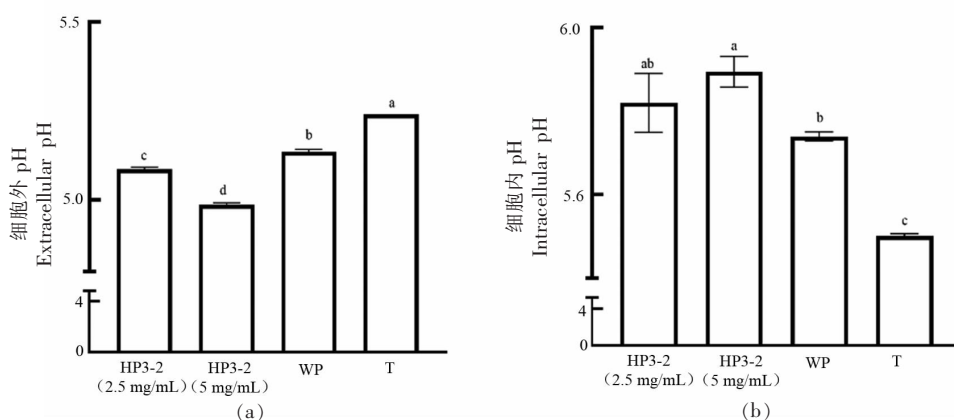 细胞外 pH
Extracellular pH
5.5
5.0
4
0
c
d
b
a
HP3-2
(2.5 mg/mL)
HP3-2
(5 mg/mL)
WP
T
(a)
细胞内 pH
Intracellular pH
6.0
5.6
4
0
ab
a
b
c
HP3-2
(2.5 mg/mL)
HP3-2
(5 mg/mL)
WP
T
(b)